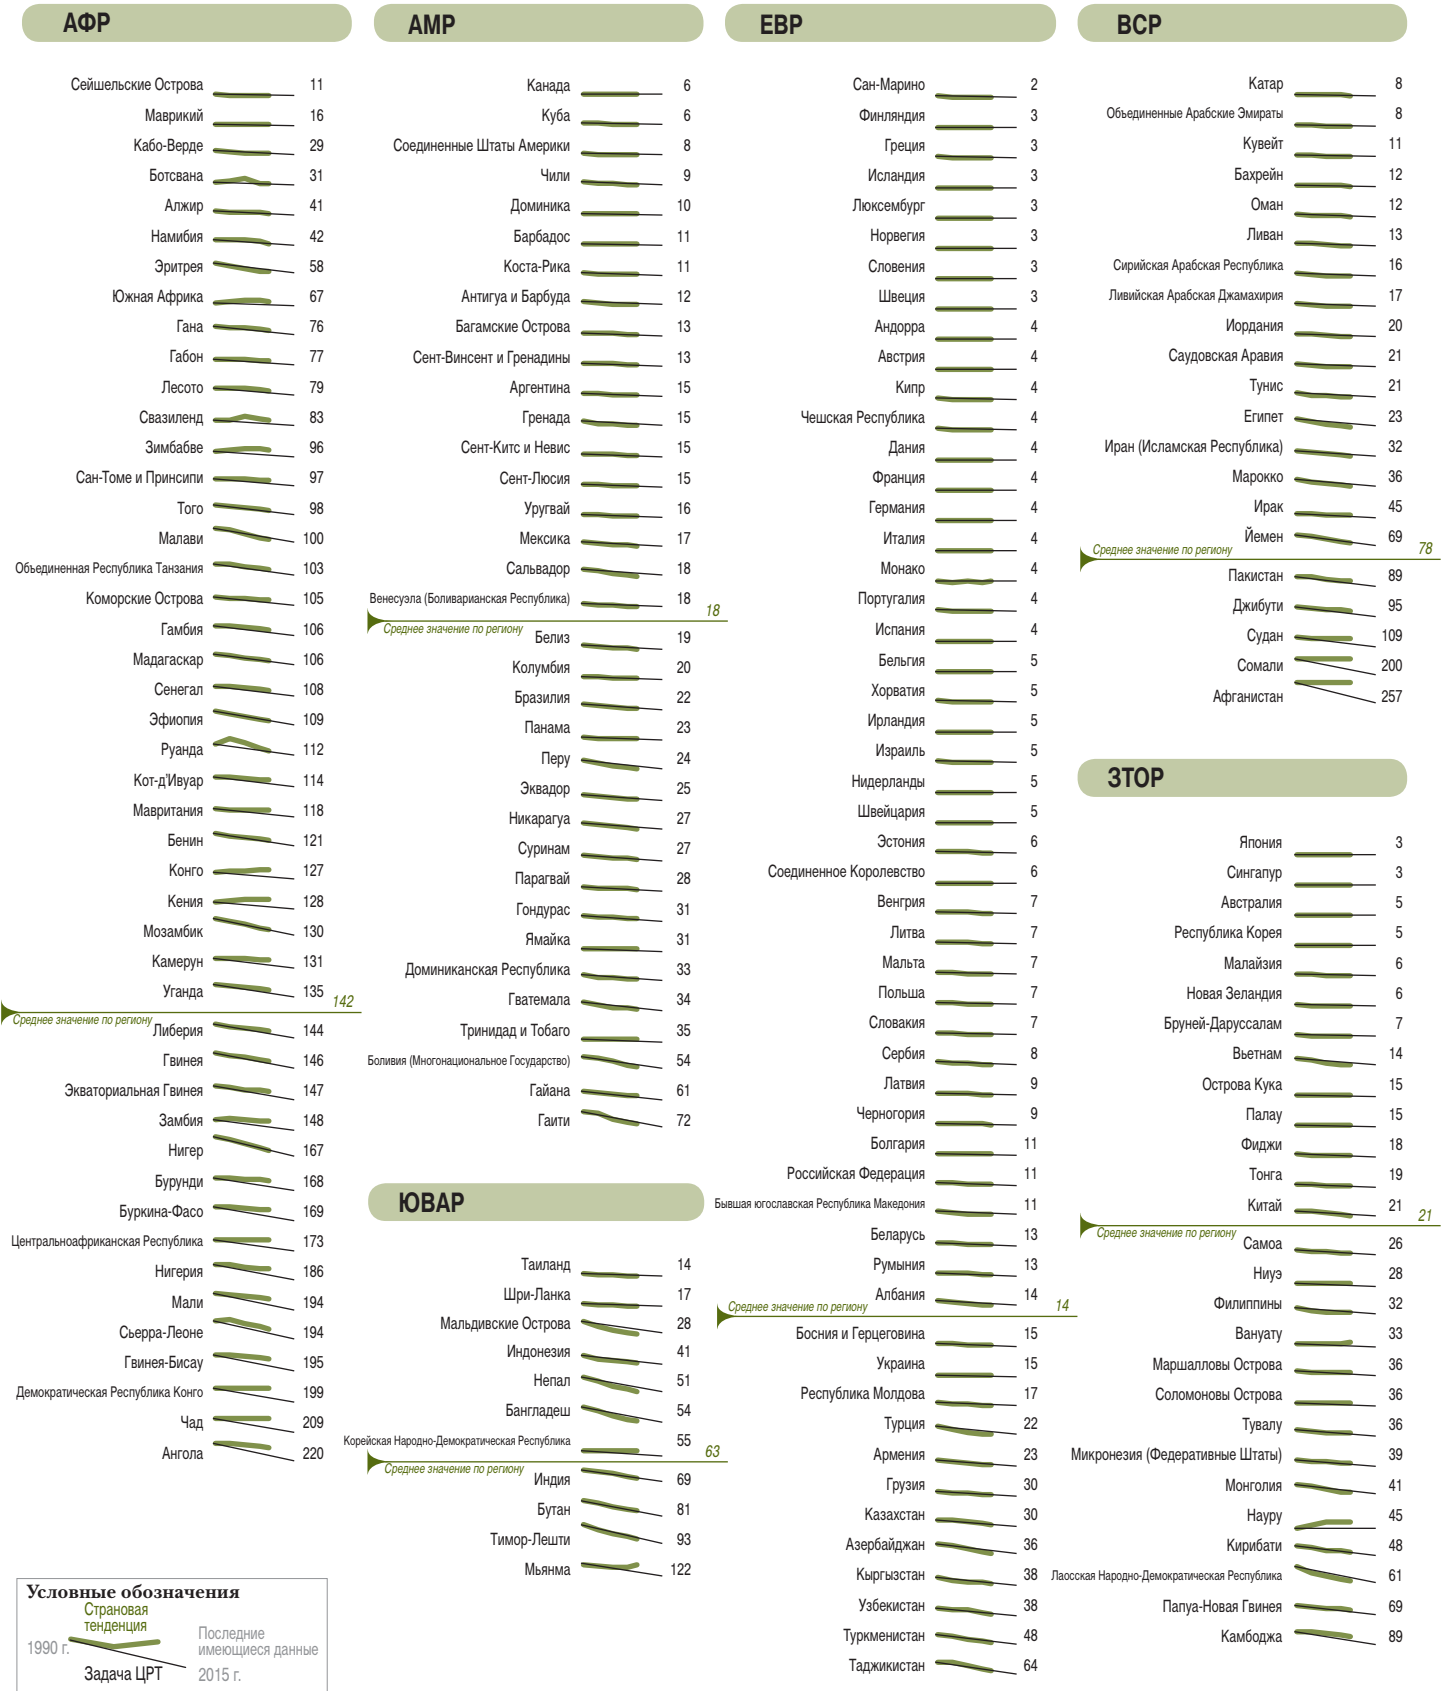 АФР
Сейшельские Острова 11
Маврикий 16
Кабо-Верде 29
Ботсвана 31
Алжир 41
Намибия 42
Эритрея 58
Южная Африка 67
Гана 76
Габон 77
Лесото 79
Свазиленд 83
Зимбабве 96
Сан-Томе и Принсипи 97
Того 98
Малави 100
Объединенная Республика Танзания 103
Коморские Острова 105
Гамбия 106
Мадагаскар 106
Сенегал 108
Эфиопия 109
Руанда 112
Кот-д'Ивуар 114
Мавритания 118
Бенин 121
Конго 127
Кения 128
Мозамбик 130
Камерун 131
Уганда 135
Среднее значение по региону 142
Либерия 144
Гвинея 146
Экваториальная Гвинея 147
Замбия 148
Нигер 167
Бурунди 168
Буркина-Фасо 169
Центральноафриканская Республика 173
Нигерия 186
Мали 194
Сьерра-Леоне 194
Гвинея-Бисау 195
Демократическая Республика Конго 199
Чад 209
Ангола 220
Условные обозначения
Страновая
тенденция
1990 г.
Последние
имеющиеся данные
Задача ЦРТ
2015 г.
АМР
Канада 6
Куба 6
Соединенные Штаты Америки 8
Чили 9
Доминика 10
Барбадос 11
Коста-Рика 11
Антигуа и Барбуда 12
Багамские Острова 13
Сент-Винсент и Гренадины 13
Аргентина 15
Гренада 15
Сент-Китс и Невис 15
Сент-Люсия 15
Уругвай 16
Мексика 17
Сальвадор 18
Венесуэла (Боливарианская Республика) 18
Среднее значение по региону 18
Белиз 19
Колумбия 20
Бразилия 22
Панама 23
Перу 24
Эквадор 25
Никарагуа 27
Суринам 27
Парагвай 28
Гондурас 31
Ямайка 31
Доминиканская Республика 33
Гватемала 34
Тринидад и Тобаго 35
Боливия (Многонациональное Государство) 54
Гайана 61
Гаити 72
ЮВАР
Таиланд 14
Шри-Ланка 17
Мальдивские Острова 28
Индонезия 41
Непал 51
Бангладеш 54
Корейская Народно-Демократическая Республика 55
Среднее значение по региону 63
Индия 69
Бутан 81
Тимор-Лешти 93
Мьянма 122
ЕВР
Сан-Марино 2
Финляндия 3
Греция 3
Исландия 3
Люксембург 3
Норвегия 3
Словения 3
Швеция 3
Андорра 4
Австрия 4
Кипр 4
Чешская Республика 4
Дания 4
Франция 4
Германия 4
Италия 4
Монако 4
Португалия 4
Испания 4
Бельгия 5
Хорватия 5
Ирландия 5
Израиль 5
Нидерланды 5
Швейцария 5
Эстония 6
Соединенное Королевство 6
Венгрия 7
Литва 7
Мальта 7
Польша 7
Словакия 7
Сербия 8
Латвия 9
Черногория 9
Болгария 11
Российская Федерация 11
Бывшая югославская Республика Македония 11
Беларусь 13
Румыния 13
Албания 14
Среднее значение по региону 14
Босния и Герцеговина 15
Украина 15
Республика Молдова 17
Турция 22
Армения 23
Грузия 30
Казахстан 30
Азербайджан 36
Кыргызстан 38
Узбекистан 38
Туркменистан 48
Таджикистан 64
ВСР
Катар 8
Объединенные Арабские Эмираты 8
Кувейт 11
Бахрейн 12
Оман 12
Ливан 13
Сирийская Арабская Республика 16
Ливийская Арабская Джамахирия 17
Иордания 20
Саудовская Аравия 21
Тунис 21
Египет 23
Иран (Исламская Республика) 32
Марокко 36
Ирак 45
Йемен 69
Среднее значение по региону 78
Пакистан 89
Джибути 95
Судан 109
Сомали 200
Афганистан 257
ЗТОР
Япония 3
Сингапур 3
Австралия 5
Республика Корея 5
Малайзия 6
Новая Зеландия 6
Бруней-Даруссалам 7
Вьетнам 14
Острова Кука 15
Палау 15
Фиджи 18
Тонга 19
Китай 21
Среднее значение по региону 21
Самоа 26
Ниуэ 28
Филиппины 32
Вануату 33
Маршалловы Острова 36
Соломоновы Острова 36
Тувалу 36
Микронезия (Федеративные Штаты) 39
Монголия 41
Науру 45
Кирибати 48
Лаосская Народно-Демократическая Республика 61
Папуа-Новая Гвинея 69
Камбоджа 89